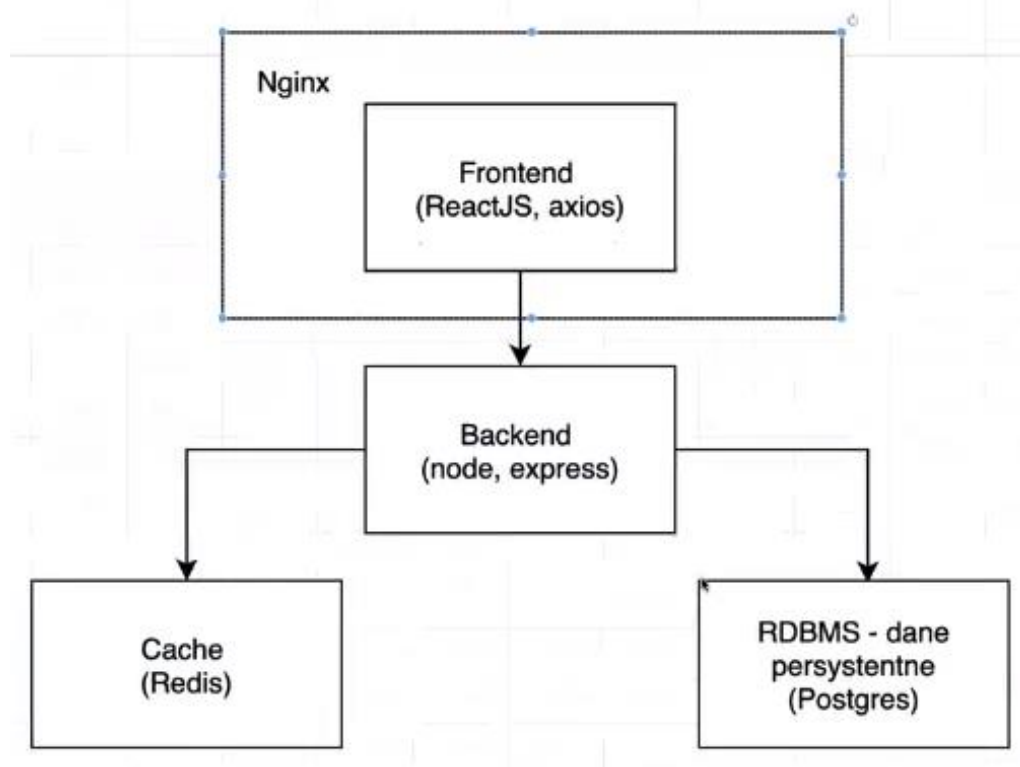 Nginx
Frontend
(ReactJS, axios)
Backend
(node, express)
Cache
(Redis)
RDBMS - dane
persystentne
(Postgres)